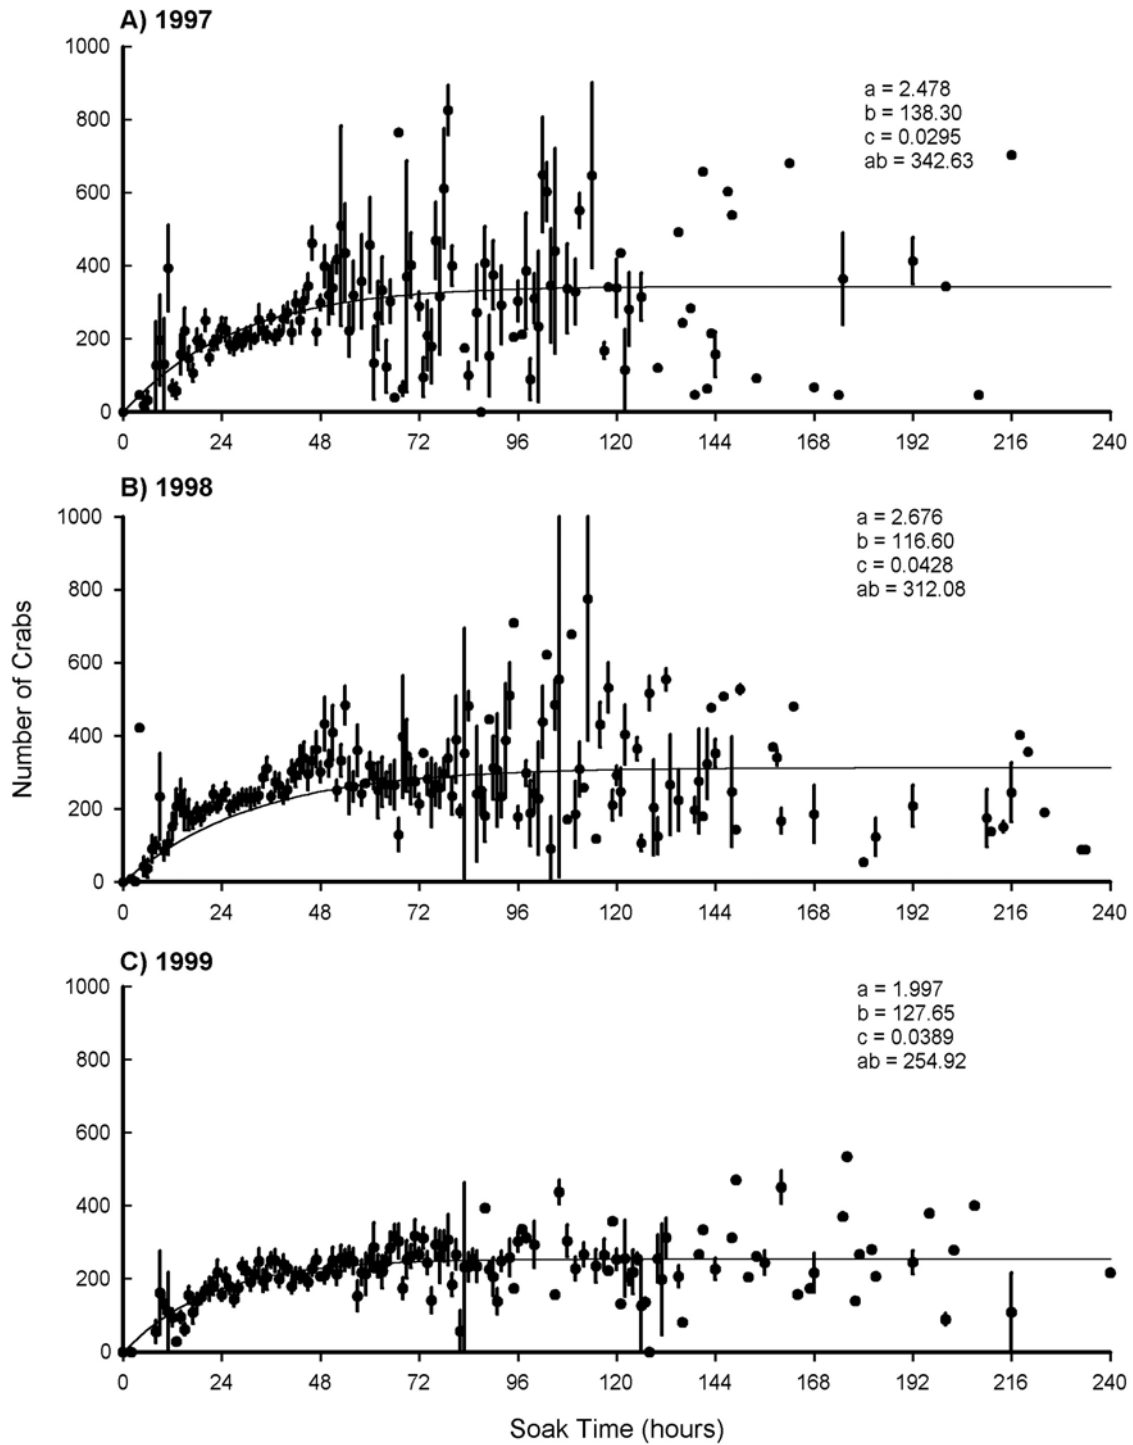 A) 1997
1000
800
600
400
200
0
a = 2.478
b = 138.30
c = 0.0295
ab = 342.63
0 24 48 72 96 120 144 168 192 216 240
B) 1998
1000
800
600
400
200
0
a = 2.676
b = 116.60
c = 0.0428
ab = 312.08
0 24 48 72 96 120 144 168 192 216 240
Number of Crabs
C) 1999
1000
800
600
400
200
0
a = 1.997
b = 127.65
c = 0.0389
ab = 254.92
0 24 48 72 96 120 144 168 192 216 240
Soak Time (hours)